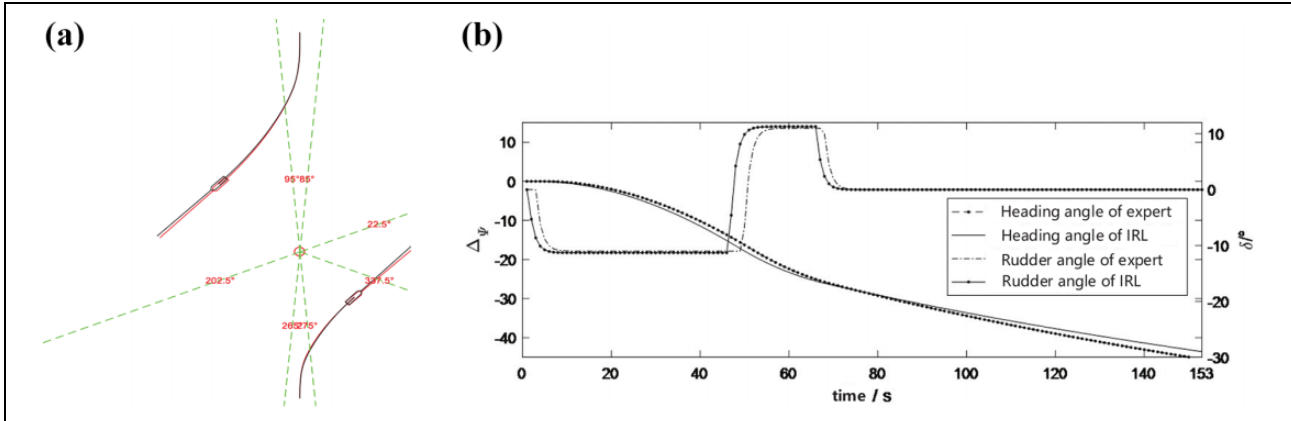 (a)
95°85°
22.5°
202.5°
337.5°
265°275°
(b)
10
0
-10
-20
-30
-40
Δψ
10
0
-10
-20
-30
δ/°
Heading angle of expert
Heading angle of IRL
Rudder angle of expert
Rudder angle of IRL
0 20 40 60 80 100 120 140 153
time / s